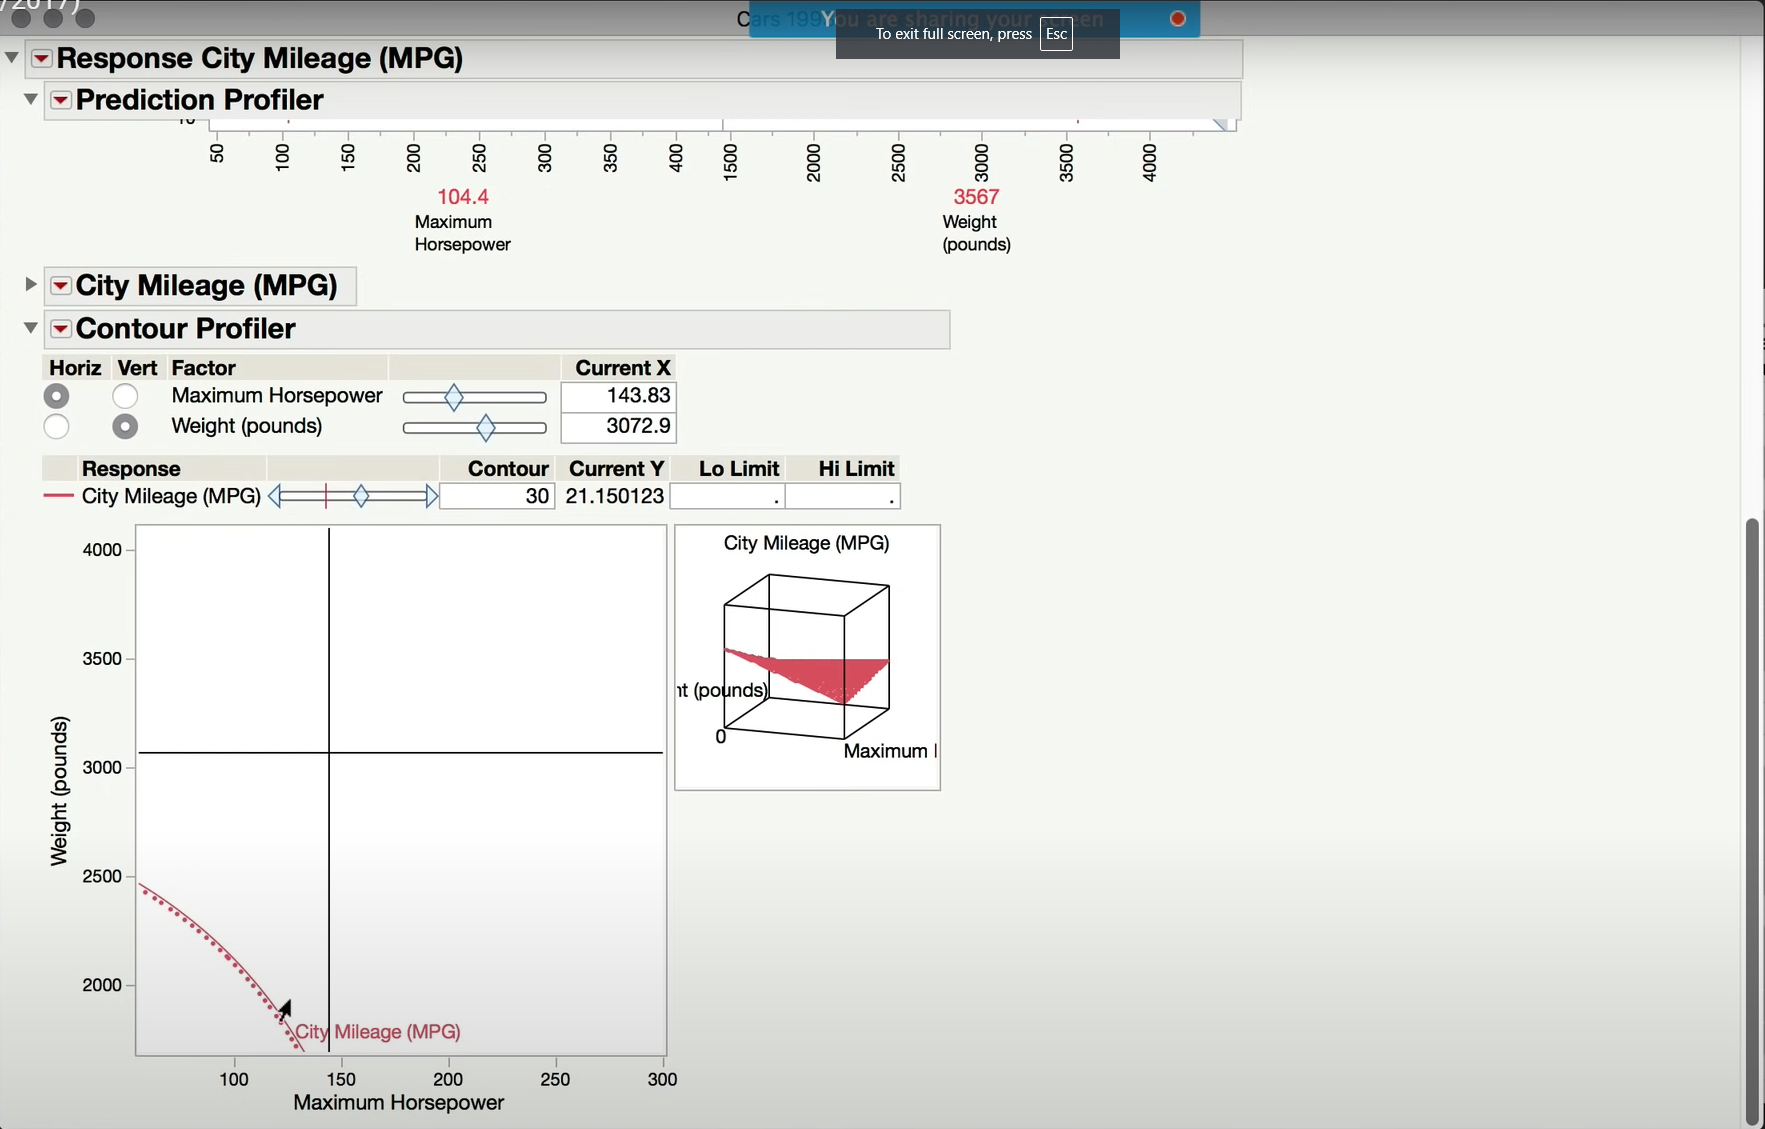 /2017)
Cars 199
You are sharing your screen
To exit full screen, press Esc
Response City Mileage (MPG)
Prediction Profiler
10
50 100 150 200 250 300 350 400 1500 2000 2500 3000 3500 4000
104.4 3567
Maximum Weight
Horsepower (pounds)
City Mileage (MPG)
Contour Profiler
Horiz Vert Factor Current X
Maximum Horsepower 143.83
Weight (pounds) 3072.9
Response Contour Current Y Lo Limit Hi Limit
City Mileage (MPG) 30 21.150123 . .
City Mileage (MPG)
4000
3500
3000
2500
2000
Weight (pounds)
nt (pounds)
0
Maximum
City Mileage (MPG)
100 150 200 250 300
Maximum Horsepower